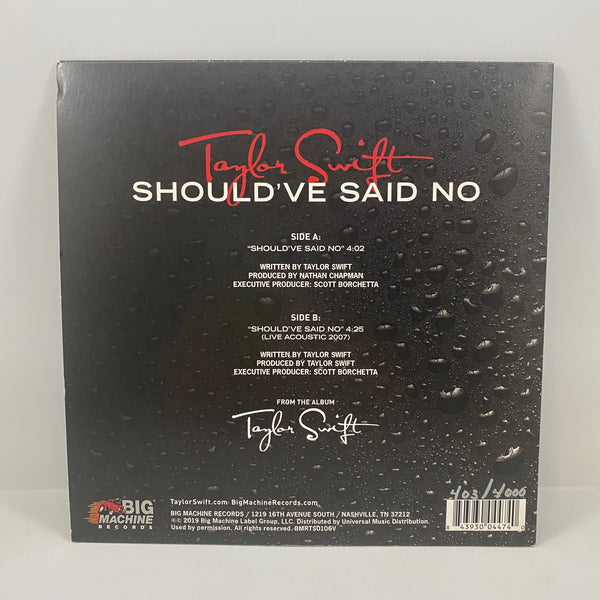 Taylor Swift
SHOULD'VE SAID NO
SIDE A:
"SHOULD'VE SAID NO" 4:02
WRITTEN BY TAYLOR SWIFT
PRODUCED BY NATHAN CHAPMAN
EXECUTIVE PRODUCER: SCOTT BORCHETTA
SIDE B:
"SHOULD'VE SAID NO" 4:25
(LIVE ACOUSTIC 2007)
WRITTEN BY TAYLOR SWIFT
PRODUCED BY TAYLOR SWIFT
EXECUTIVE PRODUCER: SCOTT BORCHETTA
FROM THE ALBUM
Taylor Swift
403/4000
BIG
MACHINE
RECORDS
TaylorSwift.com· BigMachineRecords.com
BIG MACHINE RECORDS / 1219 16TH AVENUE SOUTH / NASHVILLE, TN 37212
℗© 2019 Big Machine Label Group, LLC. Distributed by Universal Music Distribution.
Used by permission. All rights reserved. BMRTS0106V
8 43930 04474 0